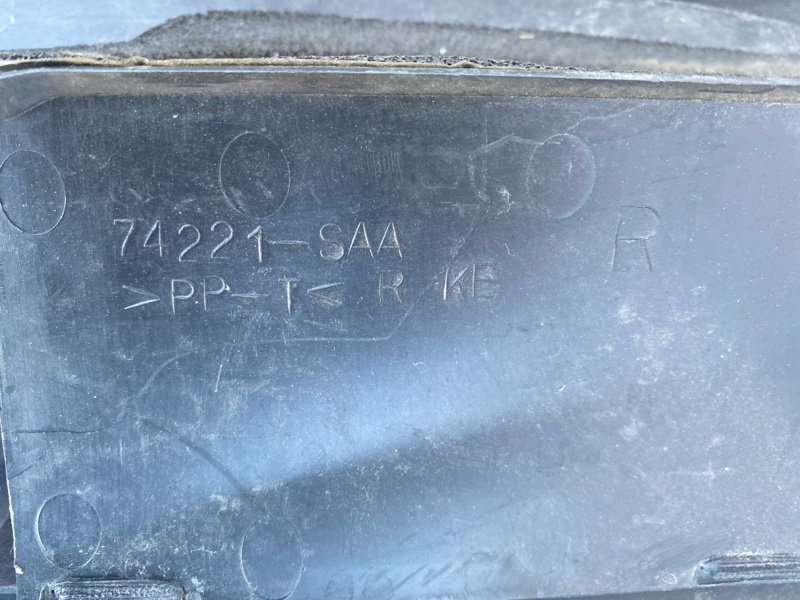 74221-SAA
>PP-T< R KE
R